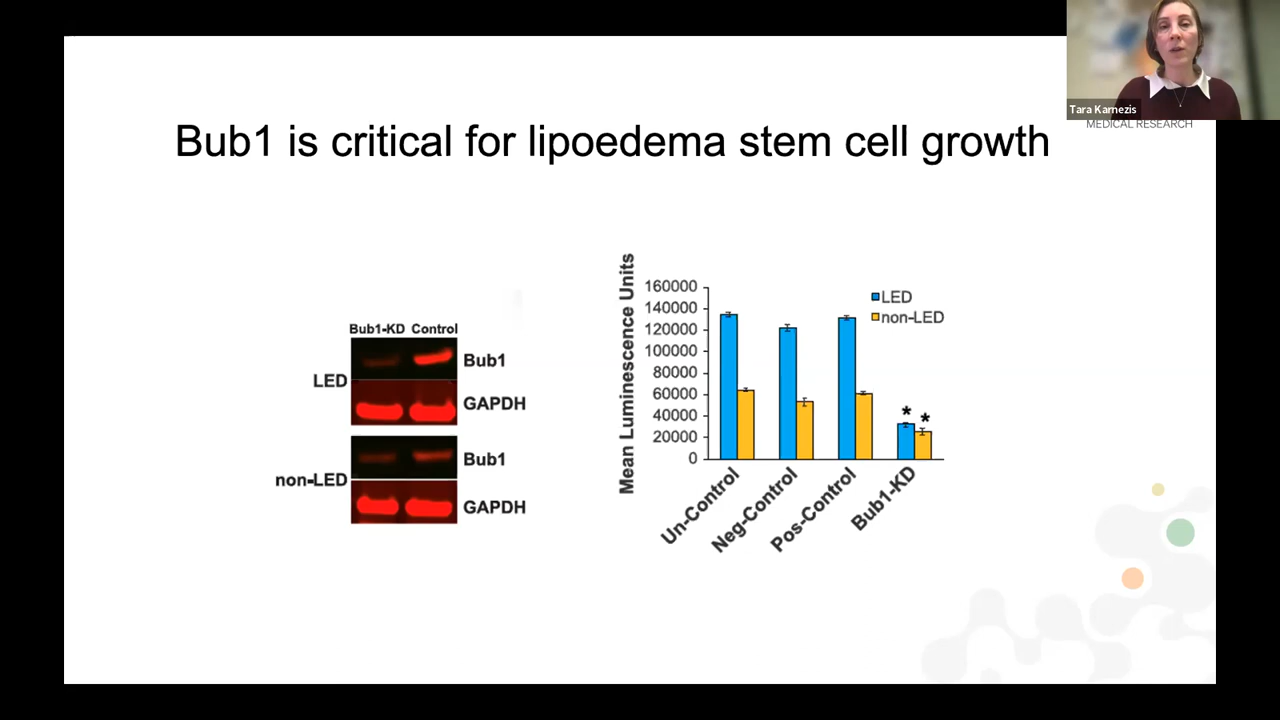 Tara Karnezis
MEDICAL RESEARCH
Bub1 is critical for lipoedema stem cell growth
Bub1-KD Control
LED
Bub1
GAPDH
non-LED
Bub1
GAPDH
Mean Luminescence Units
160000
140000
120000
100000
80000
60000
40000
20000
0
LED
non-LED
* *
Un-Control
Neg-Control
Pos-Control
Bub1-KD